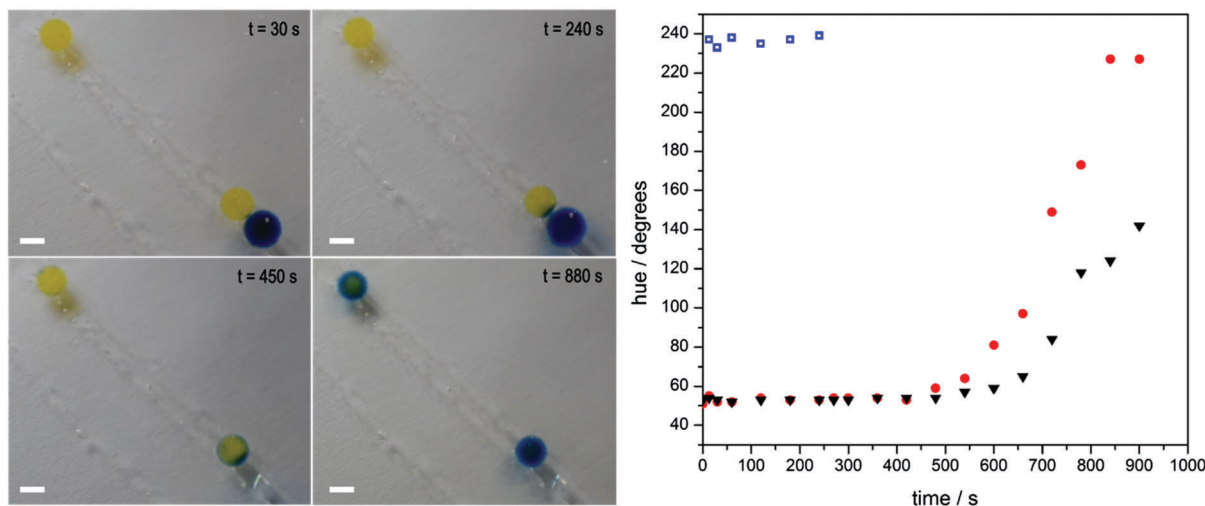 t = 30 s
t = 240 s
t = 450 s
t = 880 s
hue / degrees
240
220
200
180
160
140
120
100
80
60
40
0 100 200 300 400 500 600 700 800 900 1000
time / s